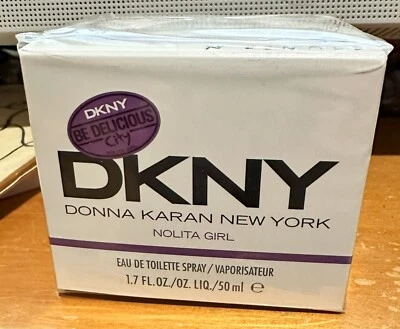 DKNY
BE DELICIOUS
City
DKNY
DONNA KARAN NEW YORK
NOLITA GIRL
EAU DE TOILETTE SPRAY / VAPORISATEUR
1.7 FL.OZ./OZ. LIQ./50 ml e